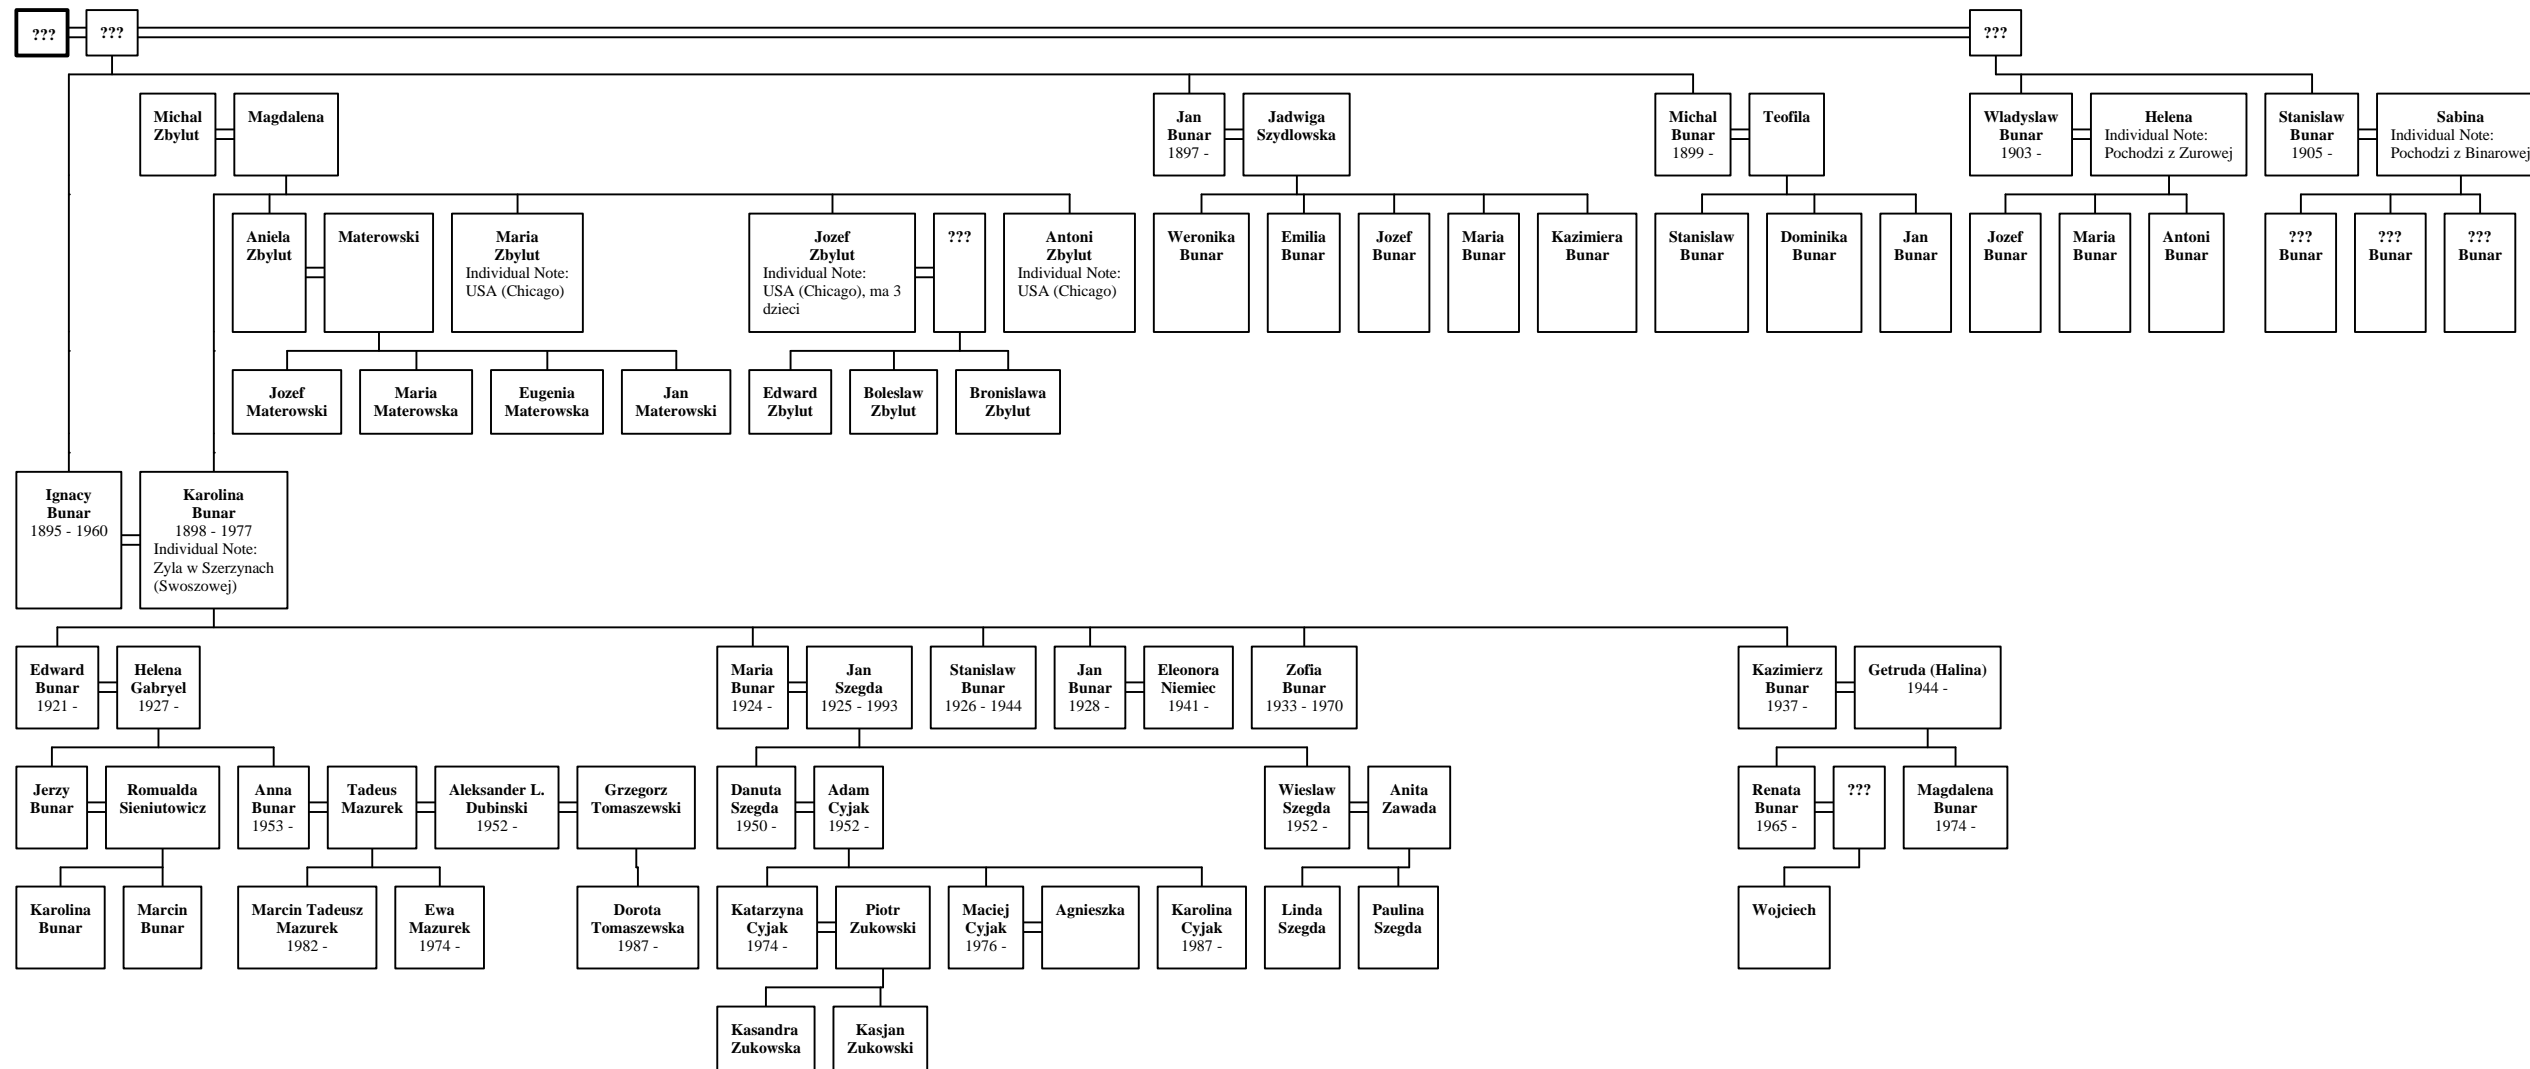 ???
???
???
Michal
Zbylut
Magdalena
Jan
Bunar
1897 -
Jadwiga
Szydlowska
Michal
Bunar
1899 -
Teofila
Wladyslaw
Bunar
1903 -
Helena
Individual Note:
Pochodzi z Zurowej
Stanislaw
Bunar
1905 -
Sabina
Individual Note:
Pochodzi z Binarowej
Aniela
Zbylut
Materowski
Maria
Zbylut
Individual Note:
USA (Chicago)
Jozef
Zbylut
Individual Note:
USA (Chicago), ma 3
dzieci
???
Antoni
Zbylut
Individual Note:
USA (Chicago)
Weronika
Bunar
Emilia
Bunar
Jozef
Bunar
Maria
Bunar
Kazimiera
Bunar
Stanislaw
Bunar
Dominika
Bunar
Jan
Bunar
Jozef
Bunar
Maria
Bunar
Antoni
Bunar
???
Bunar
???
Bunar
???
Bunar
Jozef
Materowski
Maria
Materowska
Eugenia
Materowska
Jan
Materowski
Edward
Zbylut
Boleslaw
Zbylut
Bronislawa
Zbylut
Ignacy
Bunar
1895 - 1960
Karolina
Bunar
1898 - 1977
Individual Note:
Zyla w Szerzynach
(Swoszowej)
Edward
Bunar
1921 -
Helena
Gabryel
1927 -
Maria
Bunar
1924 -
Jan
Szegda
1925 - 1993
Stanislaw
Bunar
1926 - 1944
Jan
Bunar
1928 -
Eleonora
Niemiec
1941 -
Zofia
Bunar
1933 - 1970
Kazimierz
Bunar
1937 -
Getruda (Halina)
1944 -
Jerzy
Bunar
Romualda
Sieniutowicz
Anna
Bunar
1953 -
Tadeus
Mazurek
Aleksander L.
Dubinski
1952 -
Grzegorz
Tomaszewski
Danuta
Szegda
1950 -
Adam
Cyjak
1952 -
Wieslaw
Szegda
1952 -
Anita
Zawada
Renata
Bunar
1965 -
???
Magdalena
Bunar
1974 -
Karolina
Bunar
Marcin
Bunar
Marcin Tadeusz
Mazurek
1982 -
Ewa
Mazurek
1974 -
Dorota
Tomaszewska
1987 -
Katarzyna
Cyjak
1974 -
Piotr
Zukowski
Maciej
Cyjak
1976 -
Agnieszka
Karolina
Cyjak
1987 -
Linda
Szegda
Paulina
Szegda
Wojciech
Kasandra
Zukowska
Kasjan
Zukowski